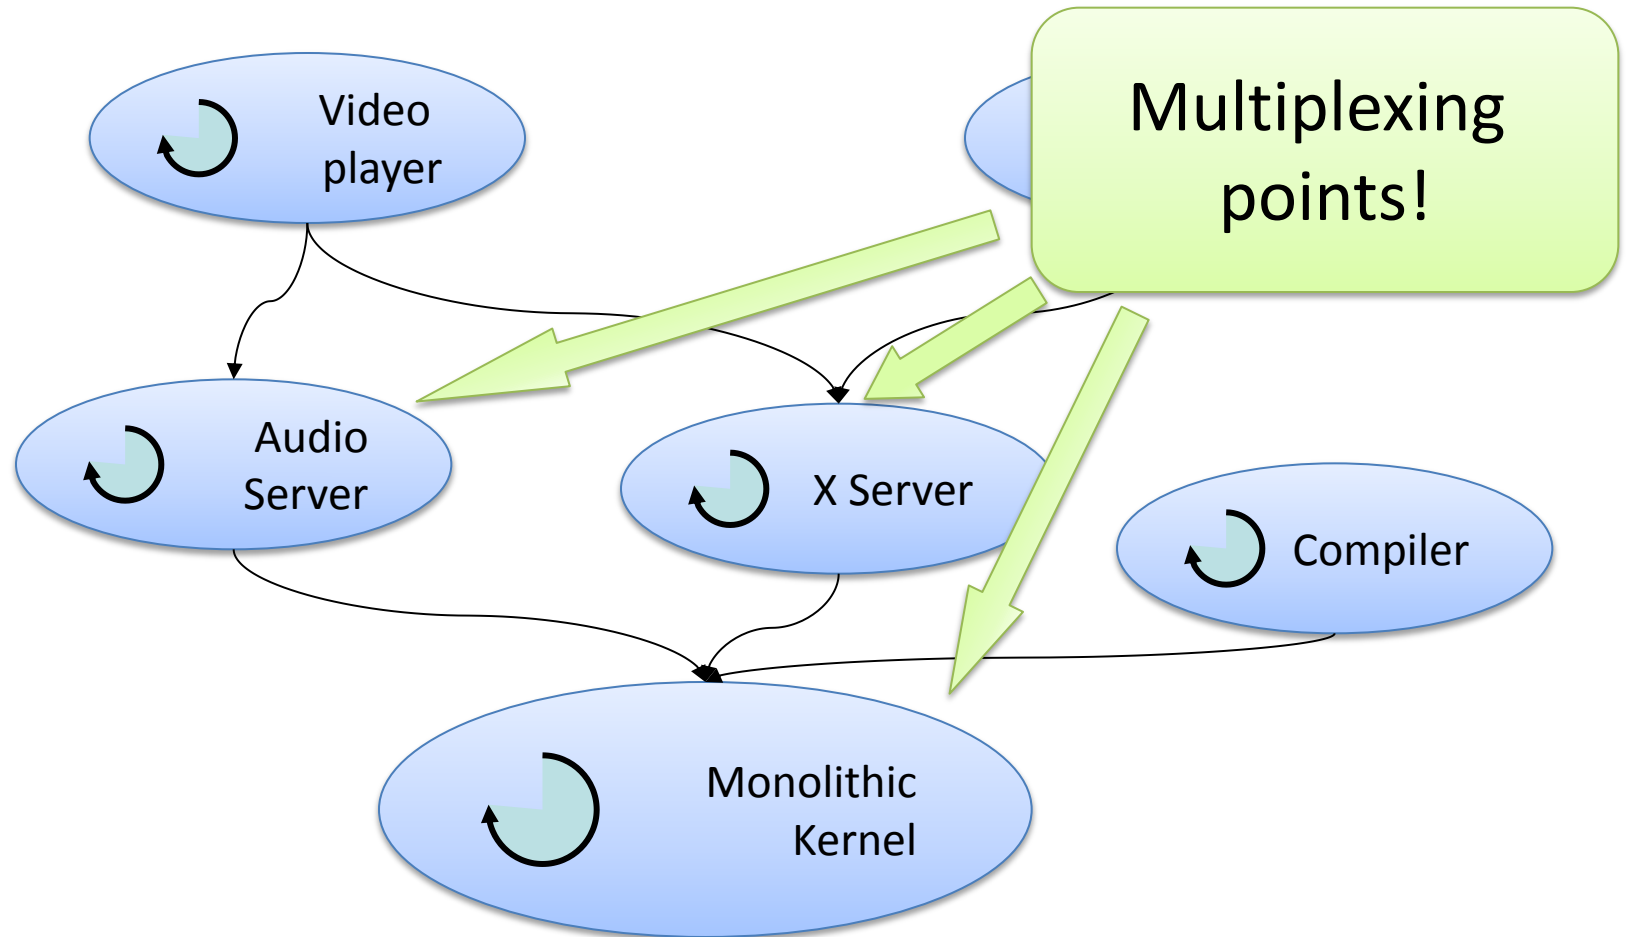 Video
player
Multiplexing
points!
Audio
Server
X Server
Compiler
Monolithic
Kernel